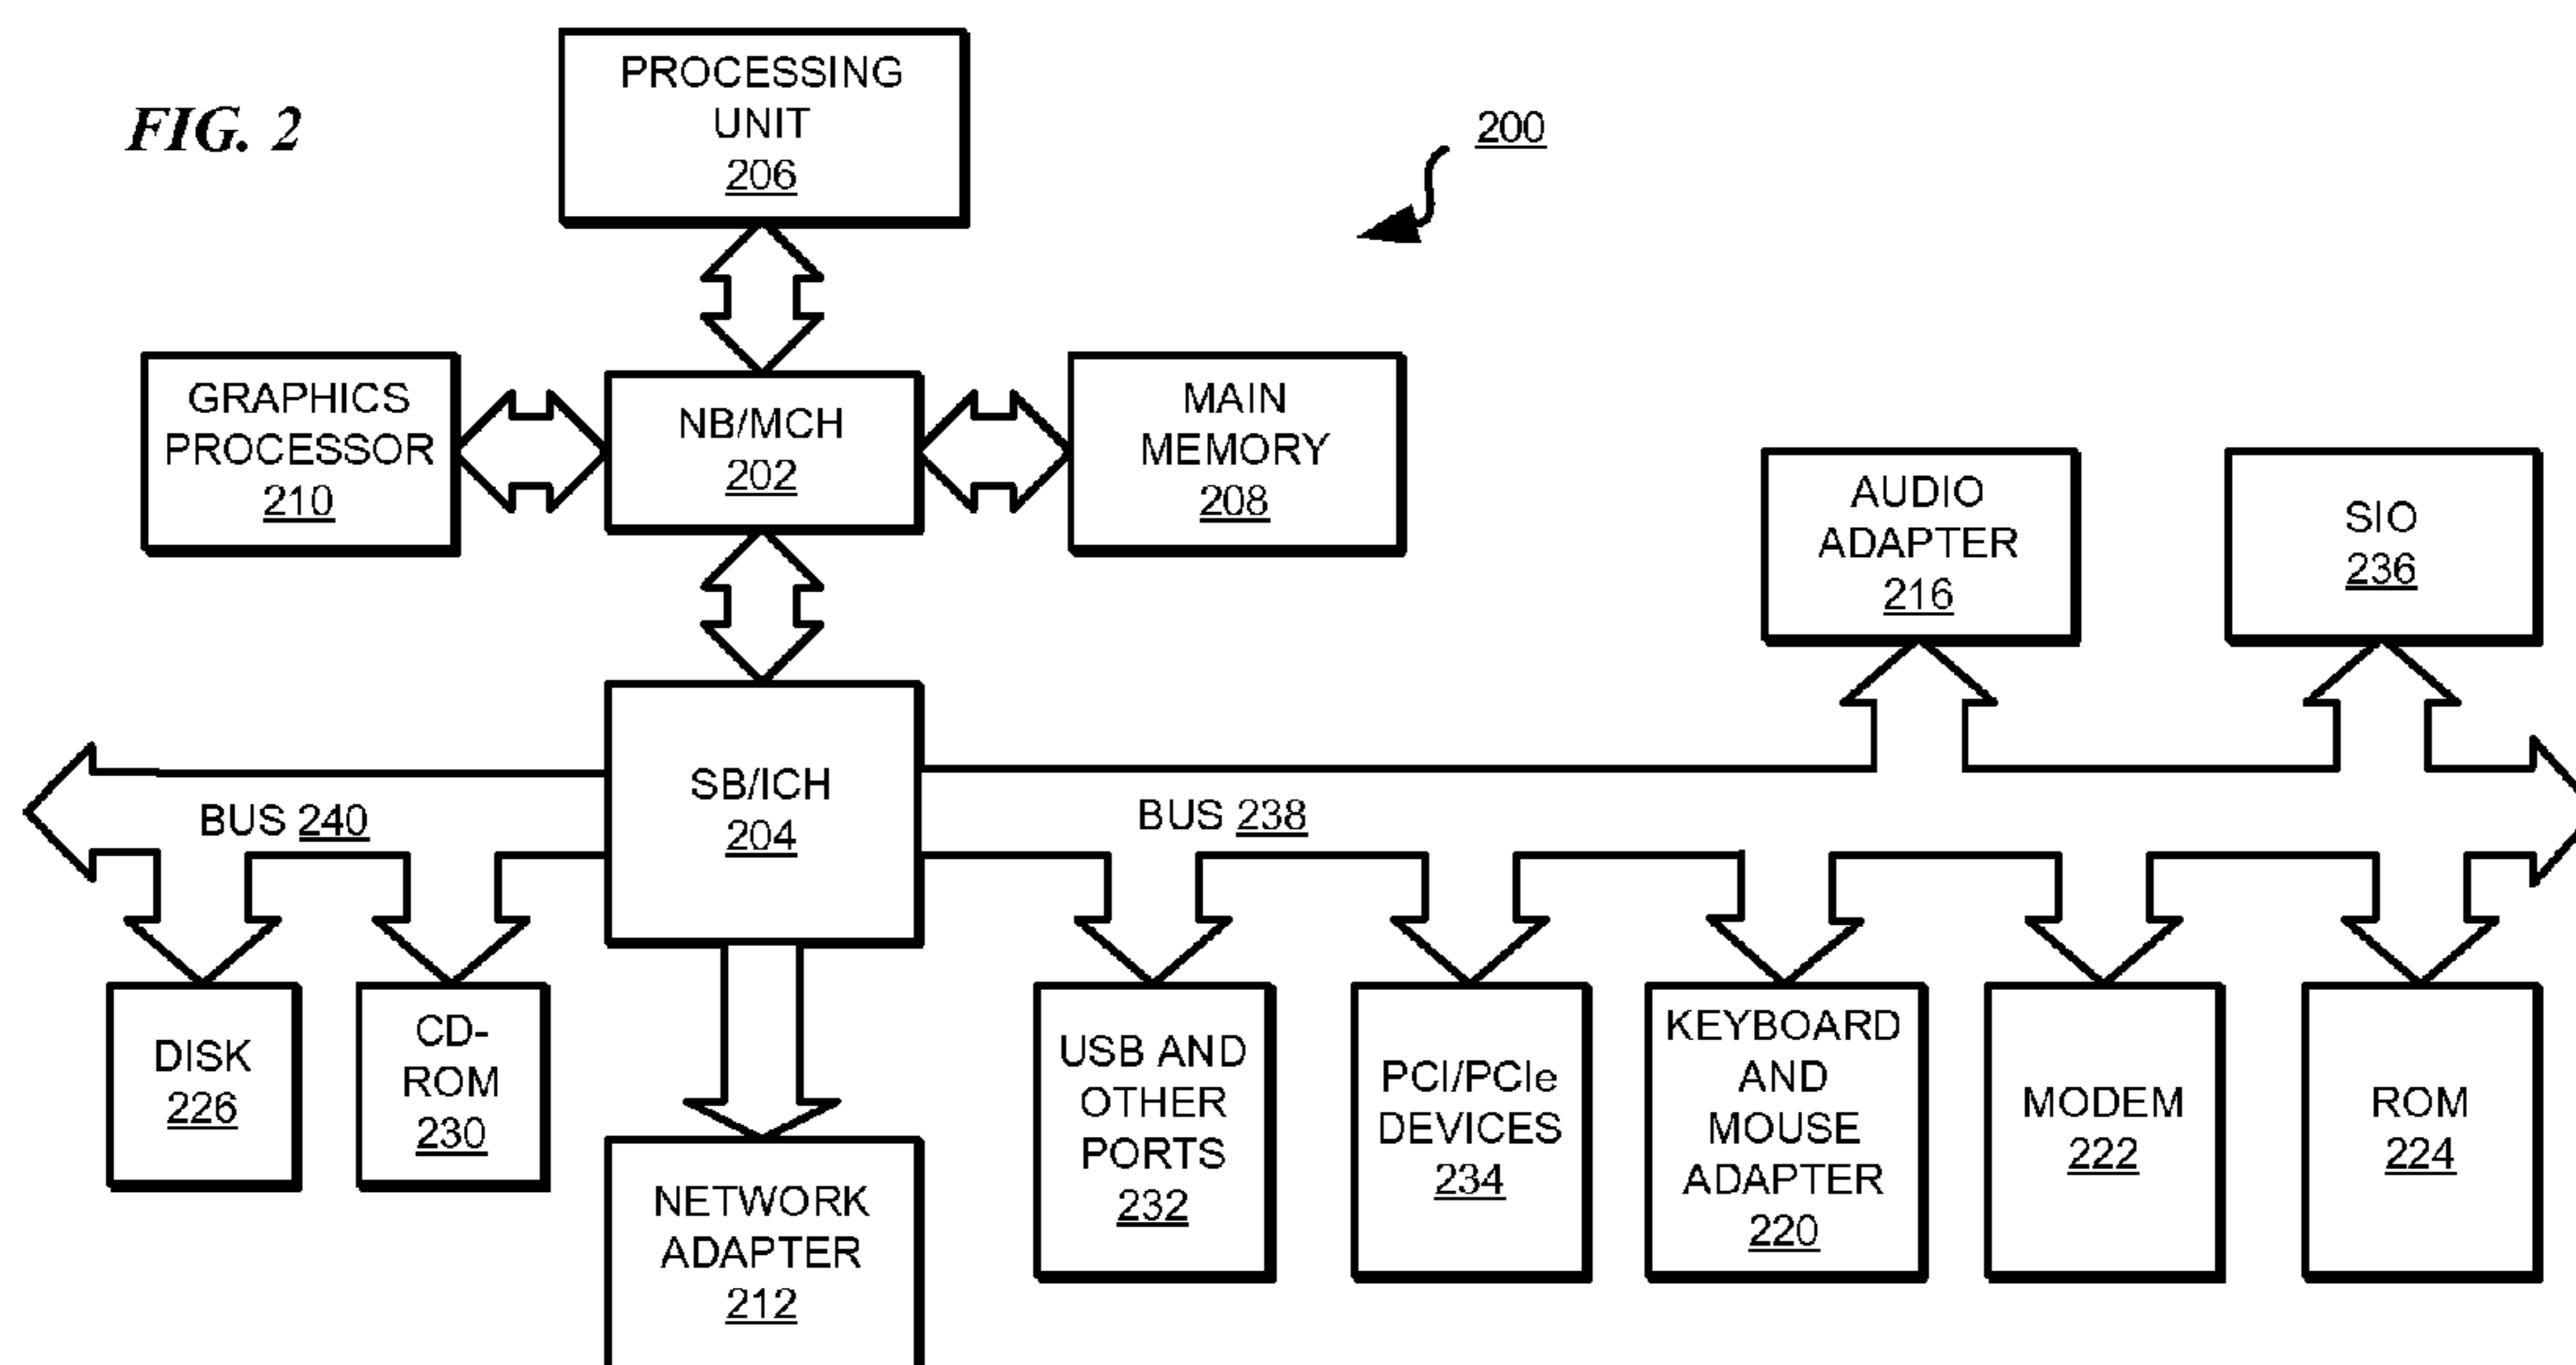 FIG. 2
PROCESSING
UNIT
206
200
GRAPHICS
PROCESSOR
210
NB/MCH
202
MAIN
MEMORY
208
AUDIO
ADAPTER
216
SIO
236
SB/ICH
204
BUS 240
BUS 238
DISK
226
CD-
ROM
230
NETWORK
ADAPTER
212
USB AND
OTHER
PORTS
232
PCI/PCIe
DEVICES
234
KEYBOARD
AND
MOUSE
ADAPTER
220
MODEM
222
ROM
224